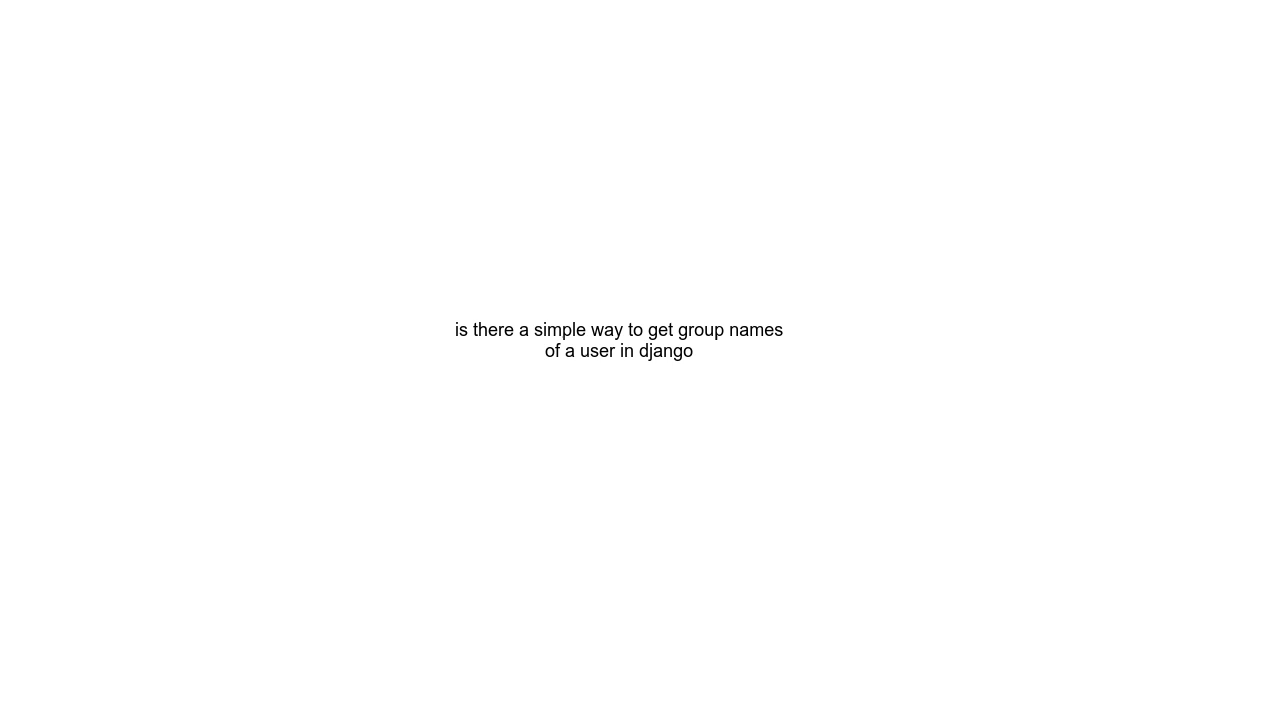 is there a simple way to get group names
of a user in django